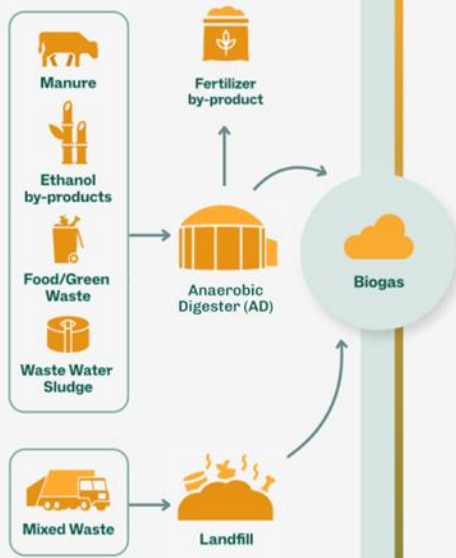 Manure
Ethanol
by-products
Food/Green
Waste
Waste Water
Sludge
Fertilizer
by-product
Anaerobic
Digester (AD)
Biogas
Mixed Waste
Landfill